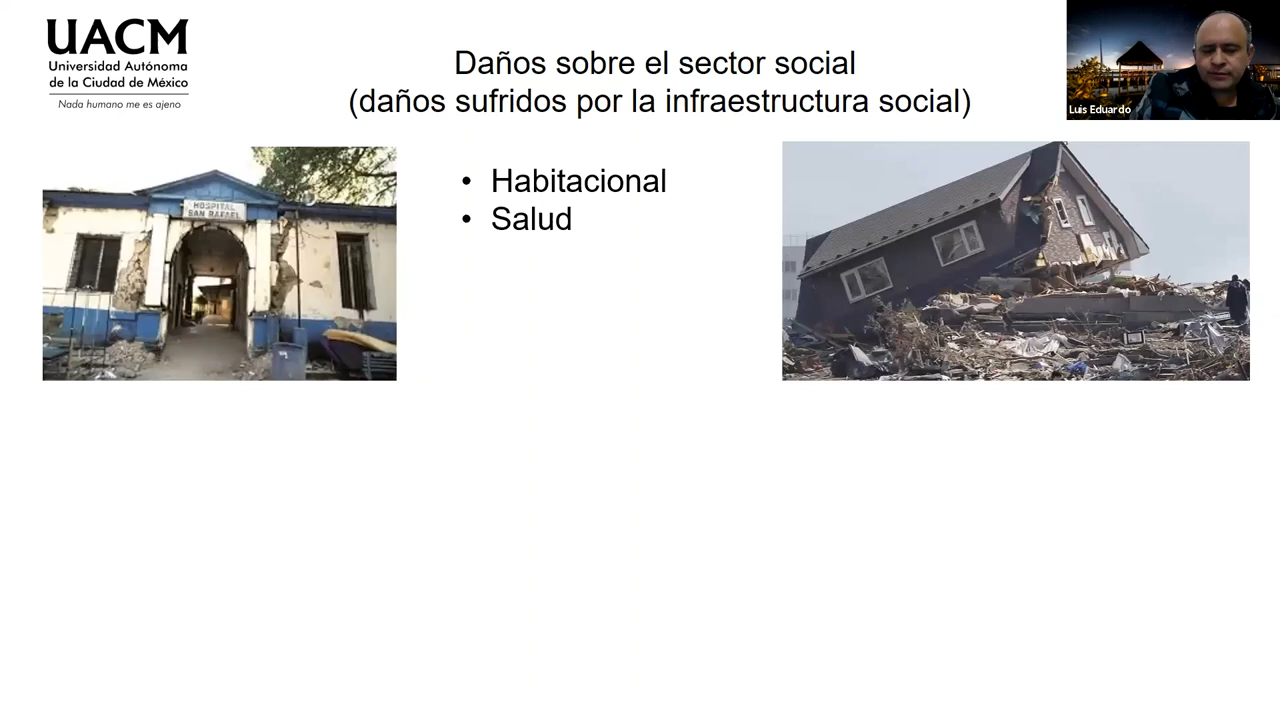 UACM
Universidad Autónoma
de la Ciudad de México
Nada humano me es ajeno
Daños sobre el sector social
(daños sufridos por la infraestructura social)
Luis Eduardo
HOSPITAL
SAN RAFAEL
• Habitacional
• Salud